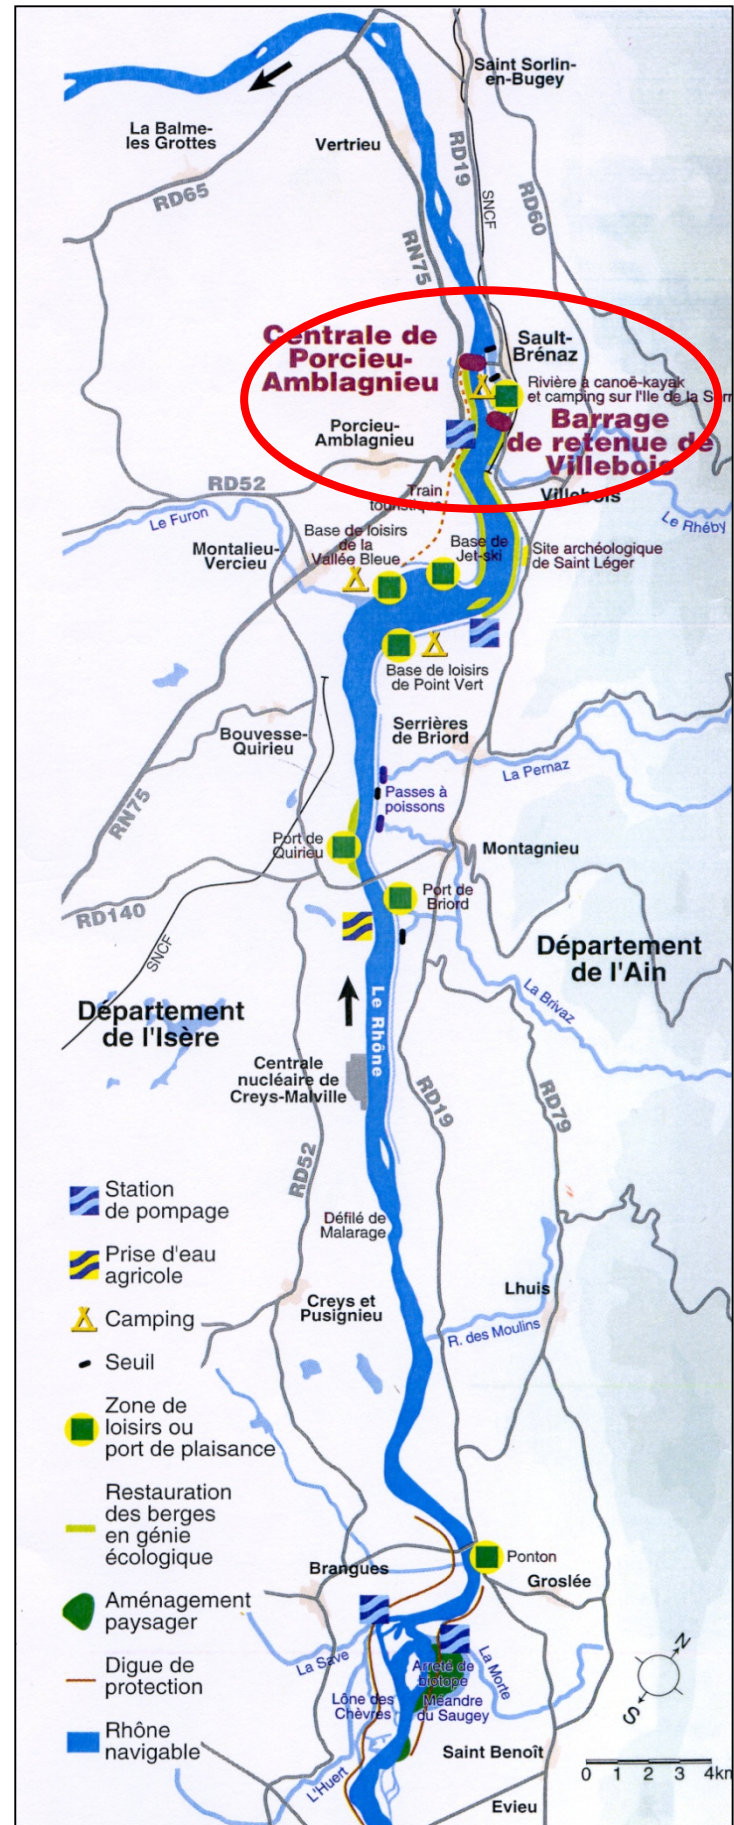 Saint Sorlin-
en-Bugey
La Balme-
les Grottes
Vertrieu
RD19
RD65
SNCF
RD60
RN75
Centrale de
Porcieu-
Amblagnieu
Sault-
Brénaz
Rivière à canoë-kayak
et camping sur l'Ile de la Serr
Barrage
de retenue de
Villebois
Porcieu-
Amblagnieu
RD52
Train
touristique
Villebois
Le Furon
Le Rhéby
Montalieu-
Vercieu
Base de loisirs
de la
Vallée Bleue
Base de
Jet-ski
Site archéologique
de Saint Léger
Base de loisirs
de Point Vert
Bouvesse-
Quirieu
Serrières
de Briord
La Pernaz
Passes à
poissons
RN75
Port de
Quirieu
Montagnieu
Port de
Briord
RD140
SNCF
Département
de l'Ain
Département
de l'Isère
Le Rhône
La Brivaz
Centrale
nucléaire de
Creys-Malville
RD19
RD79
RD52
Station
de pompage
Défilé de
Malarage
Prise d'eau
agricole
Lhuis
Creys et
Pusignieu
Camping
R. des Moulins
Seuil
Zone de
loisirs ou
port de plaisance
Restauration
des berges
en génie
écologique
Ponton
Brangues
Groslée
Aménagement
paysager
La Save
La Morte
Arreté de
biotope
Digue de
protection
Lône des
Chèvres
Méandre
du Saugey
N
S
Rhône
navigable
L'Huert
Saint Benoît
0 1 2 3 4km
Evieu